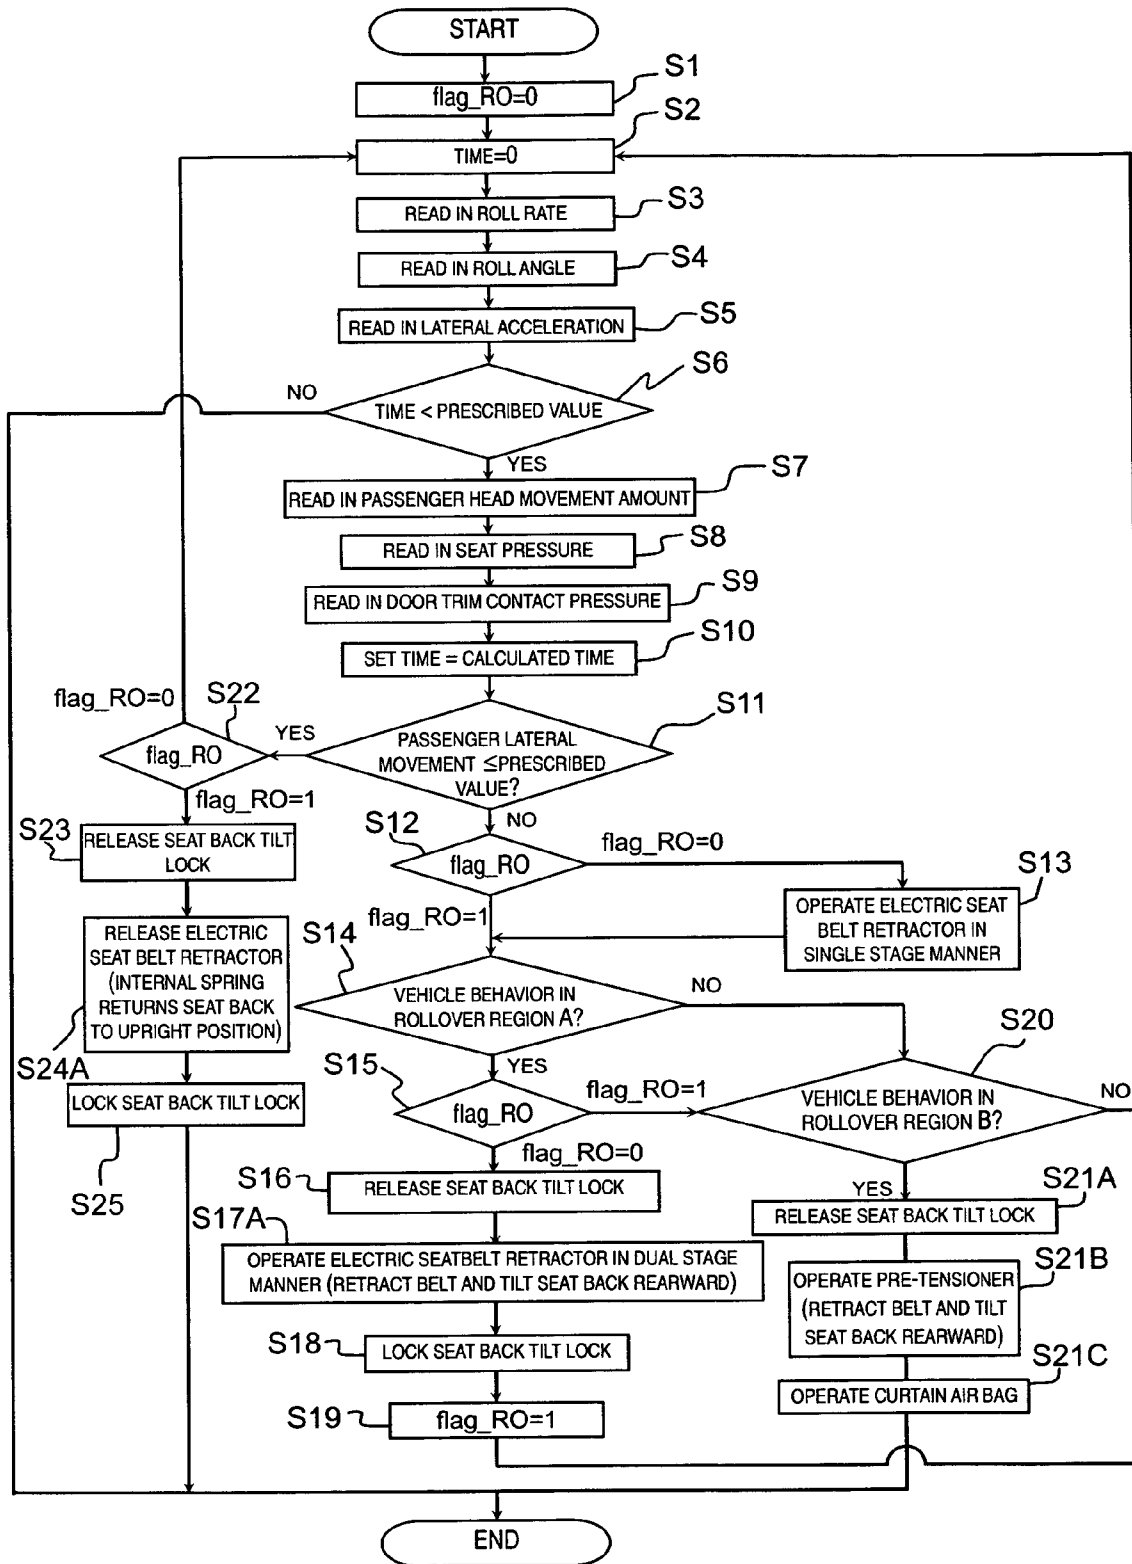 START
S1
flag_RO=0
S2
TIME=0
S3
READ IN ROLL RATE
S4
READ IN ROLL ANGLE
S5
READ IN LATERAL ACCELERATION
S6
NO
TIME < PRESCRIBED VALUE
YES
S7
READ IN PASSENGER HEAD MOVEMENT AMOUNT
S8
READ IN SEAT PRESSURE
S9
READ IN DOOR TRIM CONTACT PRESSURE
S10
SET TIME = CALCULATED TIME
flag_RO=0
S22
S11
YES
flag_RO
PASSENGER LATERAL
MOVEMENT ≤PRESCRIBED
VALUE?
flag_RO=1
NO
S23
RELEASE SEAT BACK TILT
LOCK
S12
flag_RO=0
flag_RO
S13
OPERATE ELECTRIC SEAT
BELT RETRACTOR IN
SINGLE STAGE MANNER
flag_RO=1
RELEASE ELECTRIC
SEAT BELT RETRACTOR
(INTERNAL SPRING
RETURNS SEAT BACK
TO UPRIGHT POSITION)
S24A
S14
VEHICLE BEHAVIOR IN
ROLLOVER REGION A?
NO
YES
S20
S15
flag_RO=1
flag_RO
VEHICLE BEHAVIOR IN
ROLLOVER REGION B?
NO
LOCK SEAT BACK TILT LOCK
S25
flag_RO=0
YES
S16
RELEASE SEAT BACK TILT LOCK
S21A
RELEASE SEAT BACK TILT LOCK
S17A
OPERATE ELECTRIC SEATBELT RETRACTOR IN DUAL STAGE
MANNER (RETRACT BELT AND TILT SEAT BACK REARWARD)
S21B
OPERATE PRE-TENSIONER
(RETRACT BELT AND TILT
SEAT BACK REARWARD)
S18
LOCK SEAT BACK TILT LOCK
S21C
OPERATE CURTAIN AIR BAG
S19
flag_RO=1
END